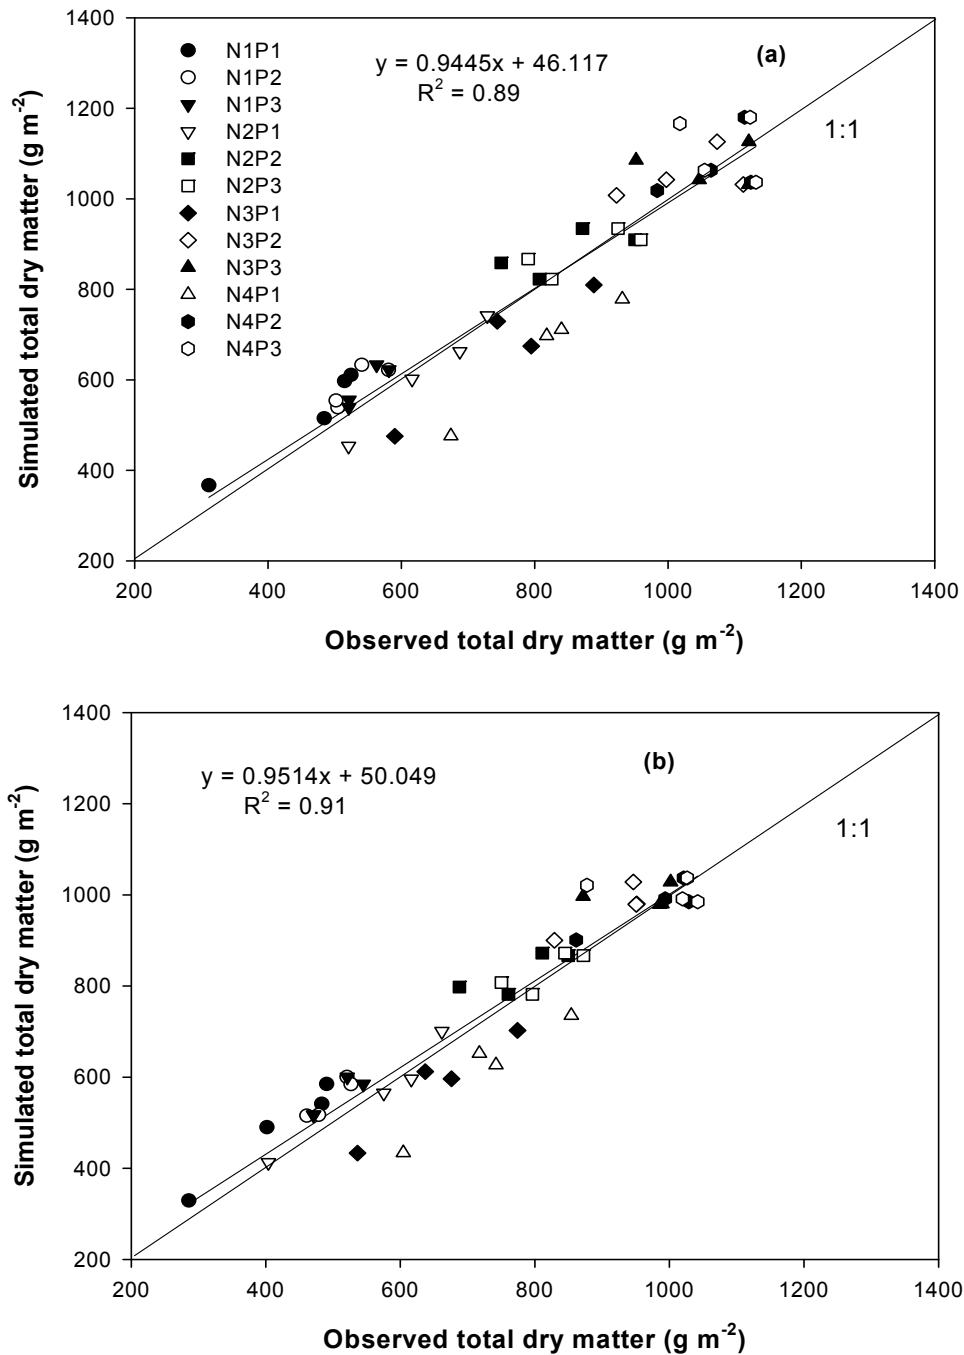 1400
1200
1000
800
600
400
200
Simulated total dry matter (g m-2)
N1P1
N1P2
N1P3
N2P1
N2P2
N2P3
N3P1
N3P2
N3P3
N4P1
N4P2
N4P3
y = 0.9445x + 46.117
R2 = 0.89
(a)
1:1
200 400 600 800 1000 1200 1400
Observed total dry matter (g m-2)
1400
1200
1000
800
600
400
200
Simulated total dry matter (g m-2)
y = 0.9514x + 50.049
R2 = 0.91
(b)
1:1
200 400 600 800 1000 1200 1400
Observed total dry matter (g m-2)